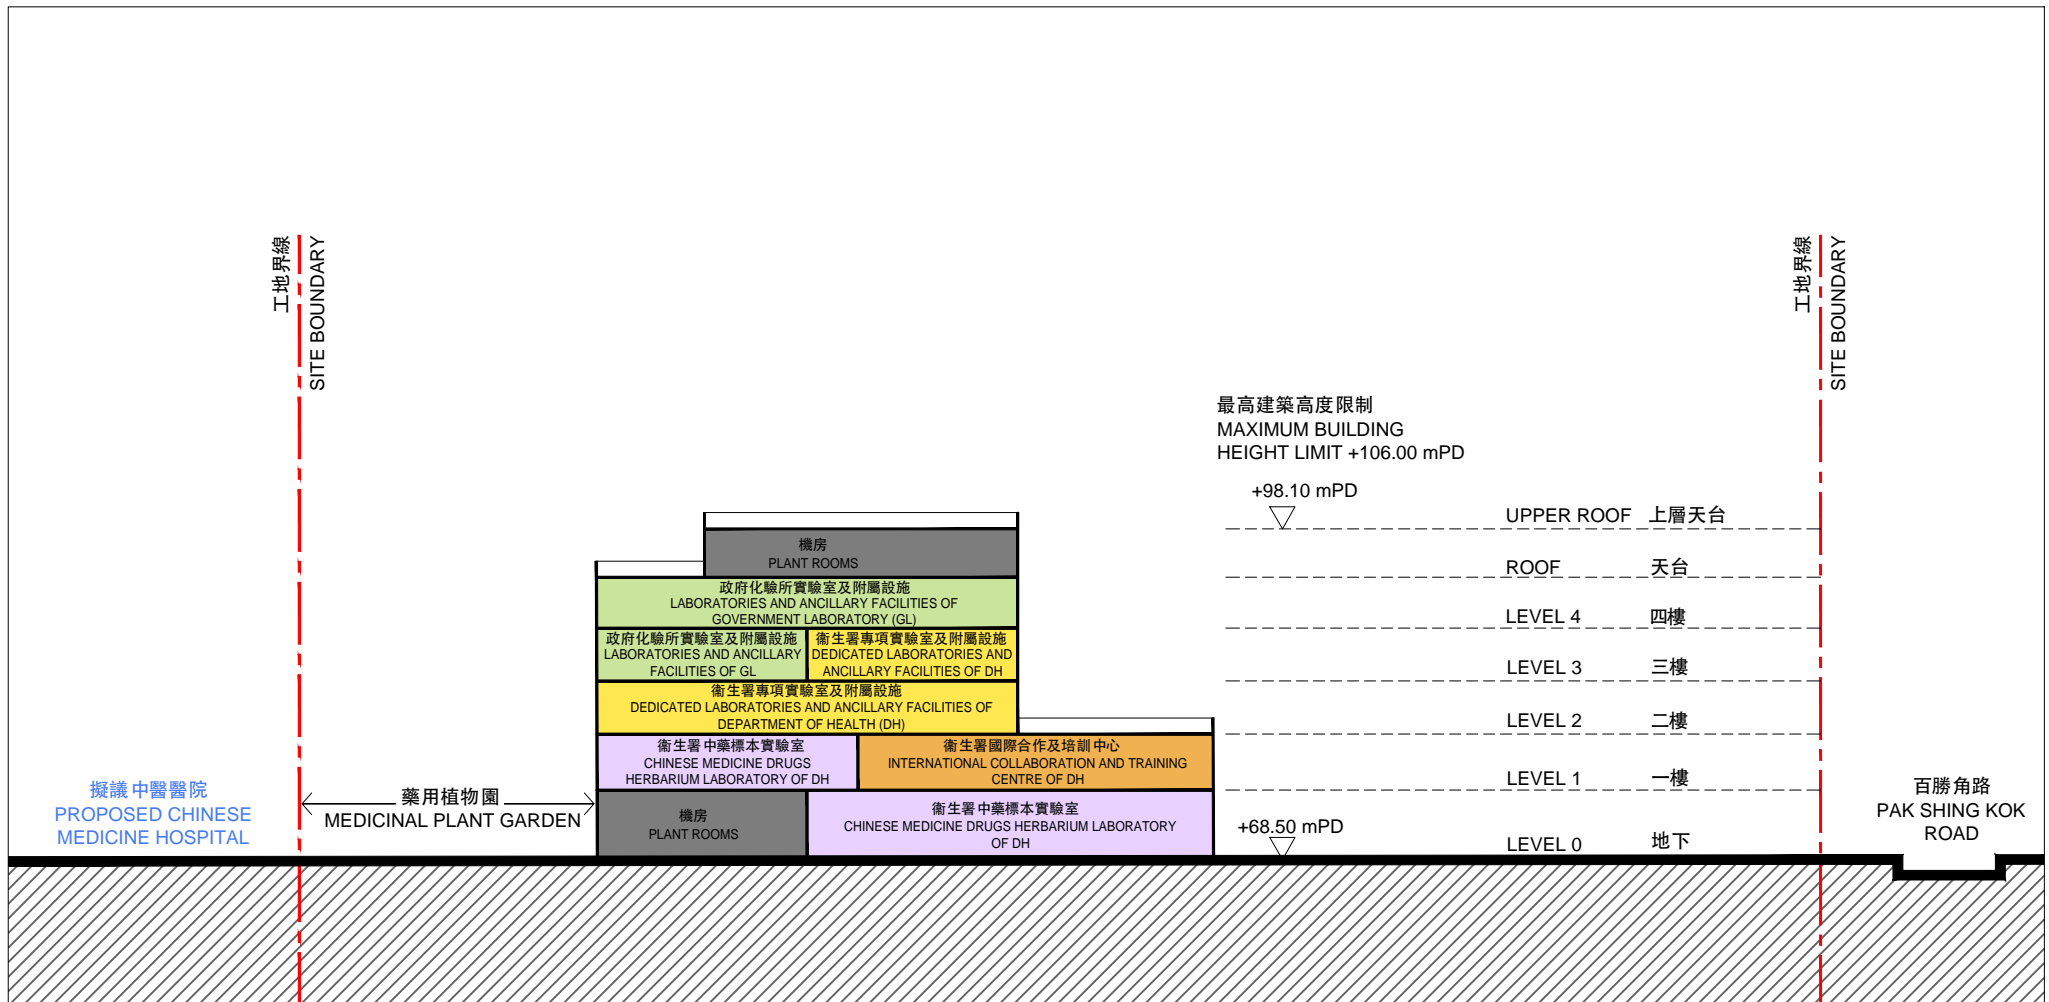 工地界線
SITE BOUNDARY
工地界線
SITE BOUNDARY
最高建築高度限制
MAXIMUM BUILDING
HEIGHT LIMIT +106.00 mPD
+98.10 mPD
UPPER ROOF 上層天台
ROOF 天台
LEVEL 4 四樓
LEVEL 3 三樓
LEVEL 2 二樓
LEVEL 1 一樓
LEVEL 0 地下
+68.50 mPD
機房
PLANT ROOMS
政府化驗所實驗室及附屬設施
LABORATORIES AND ANCILLARY FACILITIES OF
GOVERNMENT LABORATORY (GL)
政府化驗所實驗室及附屬設施
LABORATORIES AND ANCILLARY
FACILITIES OF GL
衞生署專項實驗室及附屬設施
DEDICATED LABORATORIES AND
ANCILLARY FACILITIES OF DH
衞生署專項實驗室及附屬設施
DEDICATED LABORATORIES AND ANCILLARY FACILITIES OF
DEPARTMENT OF HEALTH (DH)
衞生署中藥標本實驗室
CHINESE MEDICINE DRUGS
HERBARIUM LABORATORY OF DH
衞生署國際合作及培訓中心
INTERNATIONAL COLLABORATION AND TRAINING
CENTRE OF DH
機房
PLANT ROOMS
衞生署中藥標本實驗室
CHINESE MEDICINE DRUGS HERBARIUM LABORATORY
OF DH
擬議中醫醫院
PROPOSED CHINESE
MEDICINE HOSPITAL
藥用植物園
MEDICINAL PLANT GARDEN
百勝角路
PAK SHING KOK
ROAD